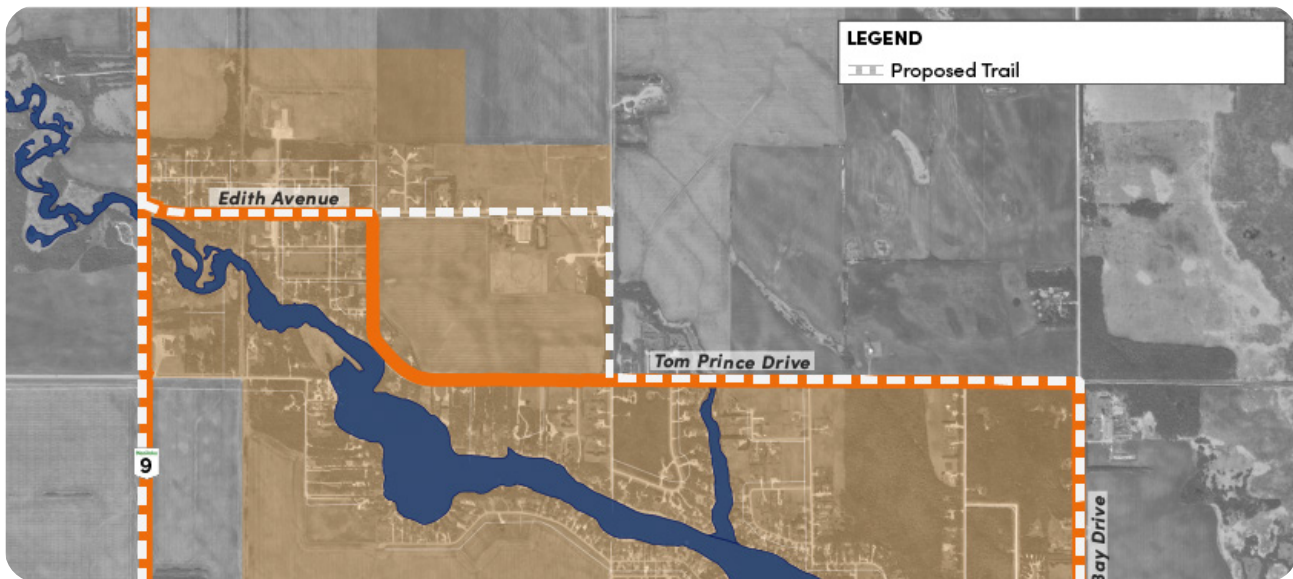 LEGEND
Proposed Trail
Edith Avenue
Tom Prince Drive
9
Bay Drive